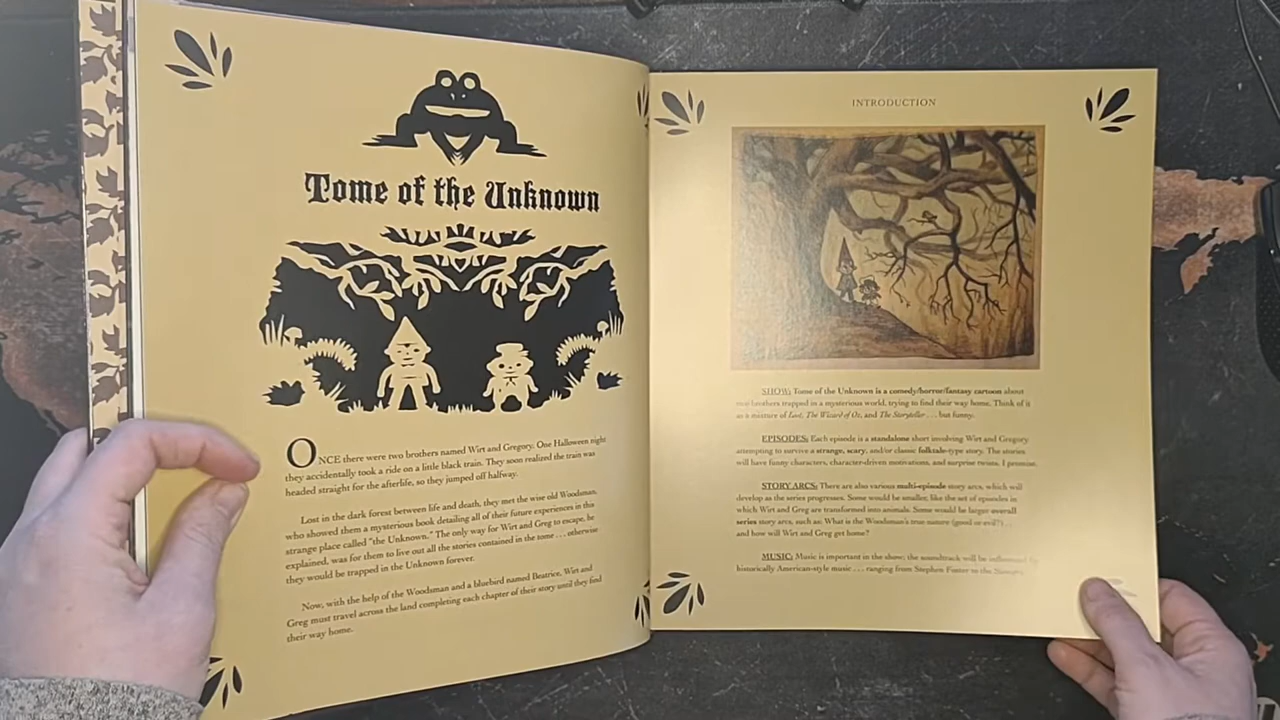 Tome of the Unknown
ONCE there were two brothers named Wirt and Gregory. One Halloween night
they accidentally took a ride on a little black train. They soon realized the train was
headed straight for the afterlife, so they jumped off halfway.
Lost in the dark forest between life and death, they met the wise old Woodsman,
who showed them a mysterious book detailing all of their future experiences in this
strange place called "the Unknown." The only way for Wirt and Greg to escape, he
explained, was for them to live out all the stories contained in the tome . . . otherwise
they would be trapped in the Unknown forever.
Now, with the help of the Woodsman and a bluebird named Beatrice, Wirt and
Greg must travel across the land completing each chapter of their story until they find
their way home.
INTRODUCTION
SHOW: Tome of the Unknown is a comedy/horror/fantasy cartoon about
two brothers trapped in a mysterious world, trying to find their way home. Think of it
as a mixture of Lost, The Wizard of Oz, and The Storyteller . . . but funny.
EPISODES: Each episode is a standalone short involving Wirt and Gregory
attempting to survive a strange, scary, and/or classic folktale-type story. The stories
will have funny characters, character-driven motivations, and surprise twists. I promise.
STORY ARCS: There are also various multi-episode story arcs, which will
develop as the series progresses. Some would be smaller, like the set of episodes in
which Wirt and Greg are transformed into animals. Some would be larger overall
series story arcs, such as: What is the Woodsman's true nature (good or evil?) . . .
and how will Wirt and Greg get home?
MUSIC: Music is important in the show; the soundtrack will be influenced by
historically American-style music . . . ranging from Stephen Foster to the